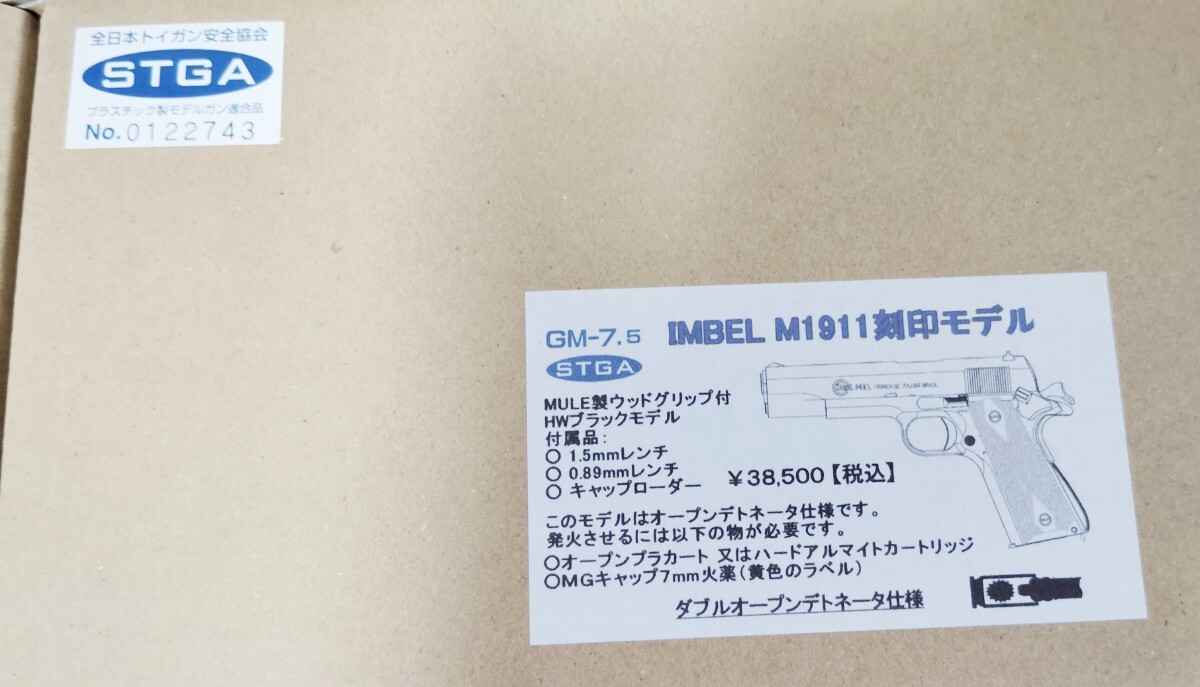 全日本トイガン安全協会
STGA
プラスチック製モデルガン適合品
No.0122743
GM-7.5 IMBEL M1911刻印モデル
STGA
MULE製ウッドグリップ付
HWブラックモデル
付属品:
○ 1.5mmレンチ
○ 0.89mmレンチ
○ キャップローダー ¥38,500【税込】
このモデルはオープンデトネータ仕様です。
発火させるには以下の物が必要です。
○オープンプラカート 又はハードアルマイトカートリッジ
○MGキャップ7mm火薬(黄色のラベル)
ダブルオープンデトネータ仕様
IMBEL